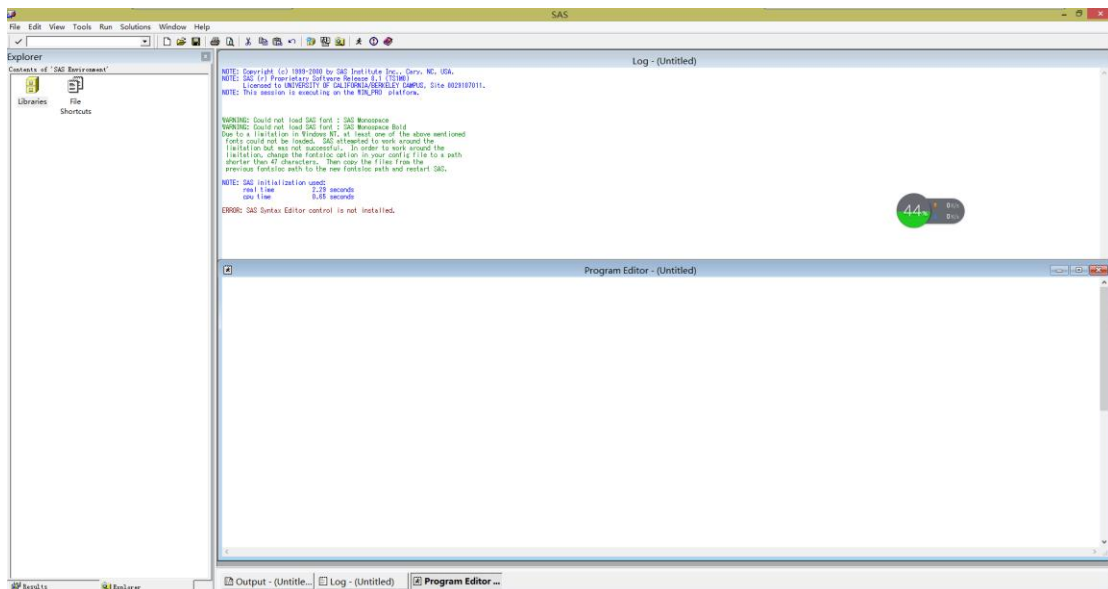 SAS
File Edit View Tools Run Solutions Window Help
Explorer
Contents of 'SAS Environment'
Libraries
File Shortcuts
Log - (Untitled)
NOTE: Copyright (c) 1999-2000 by SAS Institute Inc., Cary, NC, USA.
NOTE: SAS (r) Proprietary Software Release 8.1 (TS1M0)
Licensed to UNIVERSITY OF CALIFORNIA/BERKELEY CAMPUS, Site 0029107011.
NOTE: This session is executing on the WIN_PRO platform.
WARNING: Could not load SAS font : SAS Monospace
WARNING: Could not load SAS font : SAS Monospace Bold
Due to a limitation in Windows NT, at least one of the above mentioned
fonts could not be loaded. SAS attempted to work around the
limitation but was not successful. In order to work around the
limitation, change the fontsloc option in your config file to a path
shorter than 47 characters. Then copy the files from the
previous fontsloc path to the new fontsloc path and restart SAS.
NOTE: SAS initialization used:
real time 2.29 seconds
cpu time 0.65 seconds
ERROR: SAS Syntax Editor control is not installed.
44%
0K/s
0K/s
Program Editor - (Untitled)
Results
Explorer
Output - (Untitle...
Log - (Untitled)
Program Editor ...